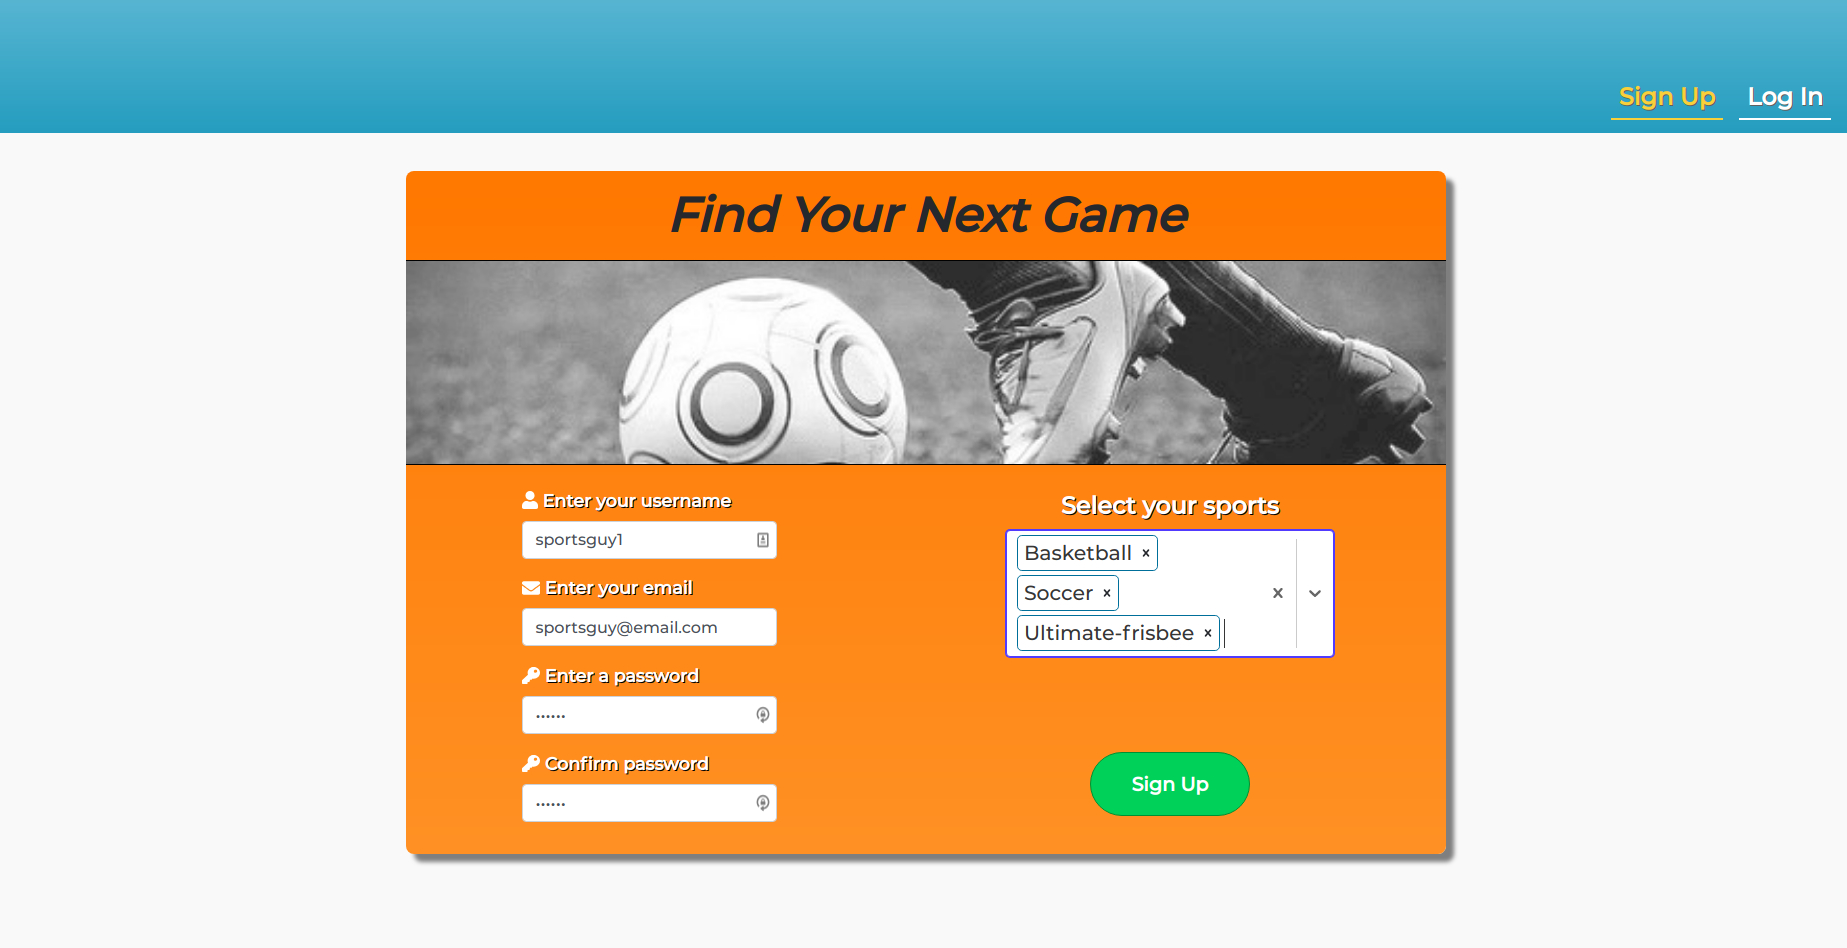 Sign Up
Log In
Find Your Next Game
Enter your username
sportsguy1
Enter your email
sportsguy@email.com
Enter a password
••••••
Confirm password
••••••
Select your sports
Basketball ×
Soccer ×
Ultimate-frisbee ×
Sign Up